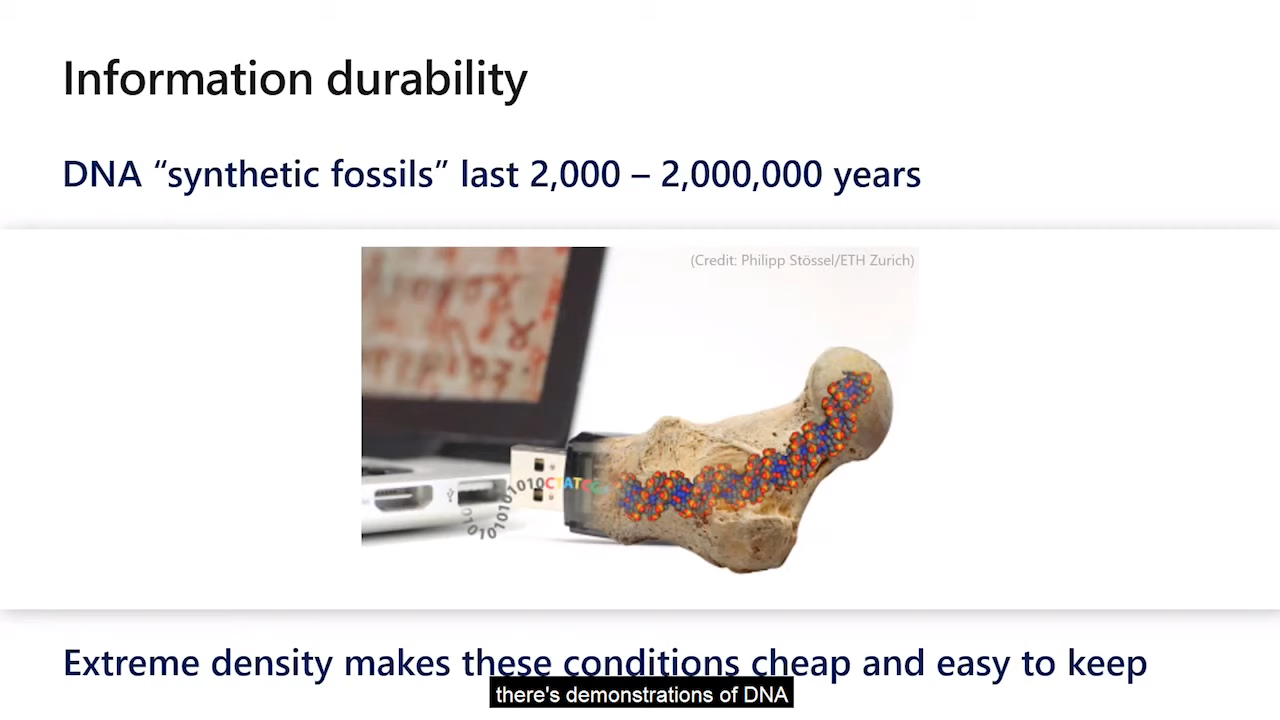 Information durability
DNA “synthetic fossils” last 2,000 – 2,000,000 years
(Credit: Philipp Stössel/ETH Zurich)
Extreme density makes these conditions cheap and easy to keep
there's demonstrations of DNA